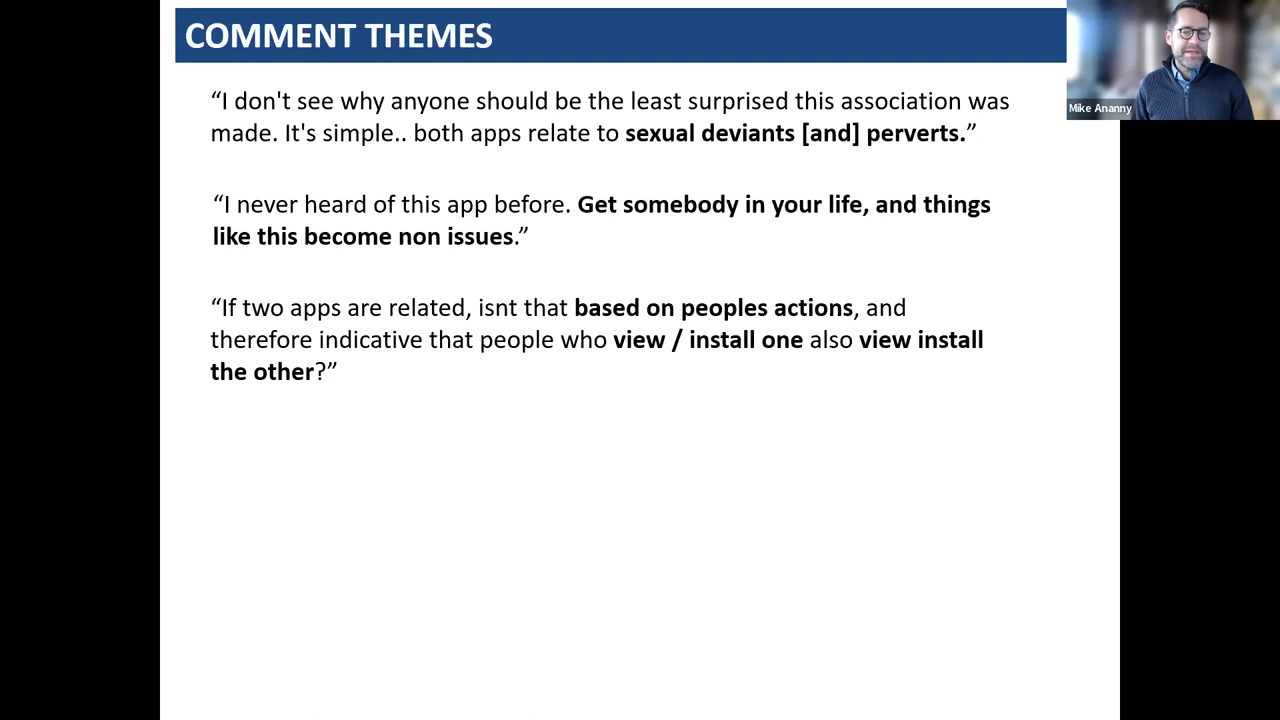 COMMENT THEMES
Mike Ananny
“I don't see why anyone should be the least surprised this association was
made. It's simple.. both apps relate to sexual deviants [and] perverts.”
“I never heard of this app before. Get somebody in your life, and things
like this become non issues.”
“If two apps are related, isnt that based on peoples actions, and
therefore indicative that people who view / install one also view install
the other?”